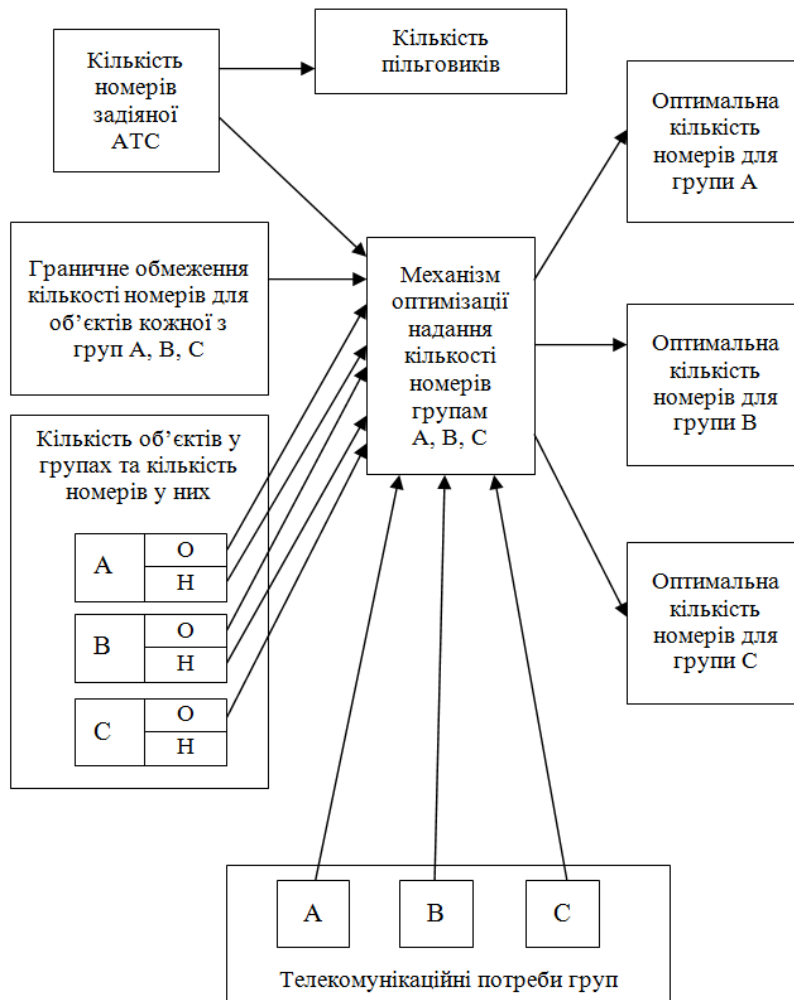 Кількість
номерів
задіяної
АТС
Кількість
пільговиків
Оптимальна
кількість
номерів для
групи А
Граничне обмеження
кількості номерів для
об’єктів кожної з
груп А, В, С
Механізм
оптимізації
надання
кількості
номерів
групам
А, В, С
Оптимальна
кількість
номерів для
групи В
Кількість об’єктів у
групах та кількість
номерів у них
А
О
Н
В
О
Н
С
О
Н
Оптимальна
кількість
номерів для
групи С
А
В
С
Телекомунікаційні потреби груп